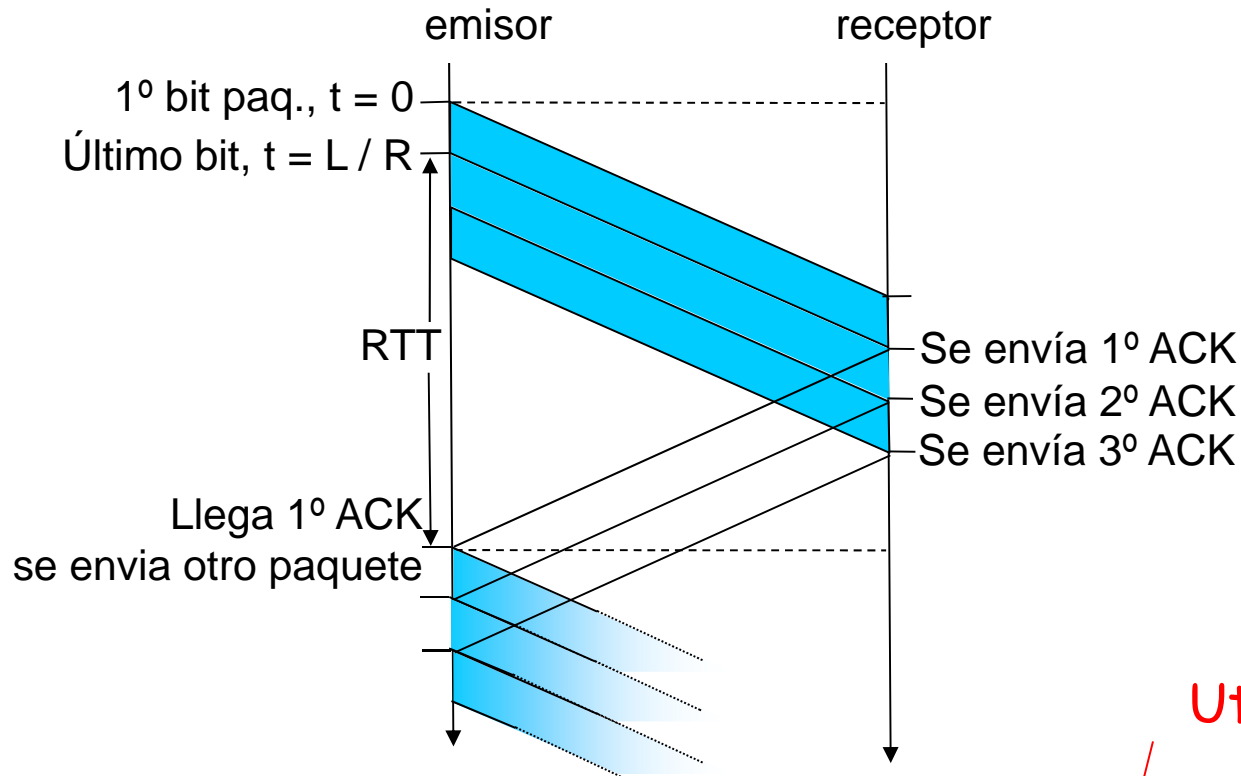 emisor
receptor
1º bit paq., t = 0
Último bit, t = L / R
RTT
Se envía 1º ACK
Se envía 2º ACK
Se envía 3º ACK
Llega 1º ACK
se envia otro paquete